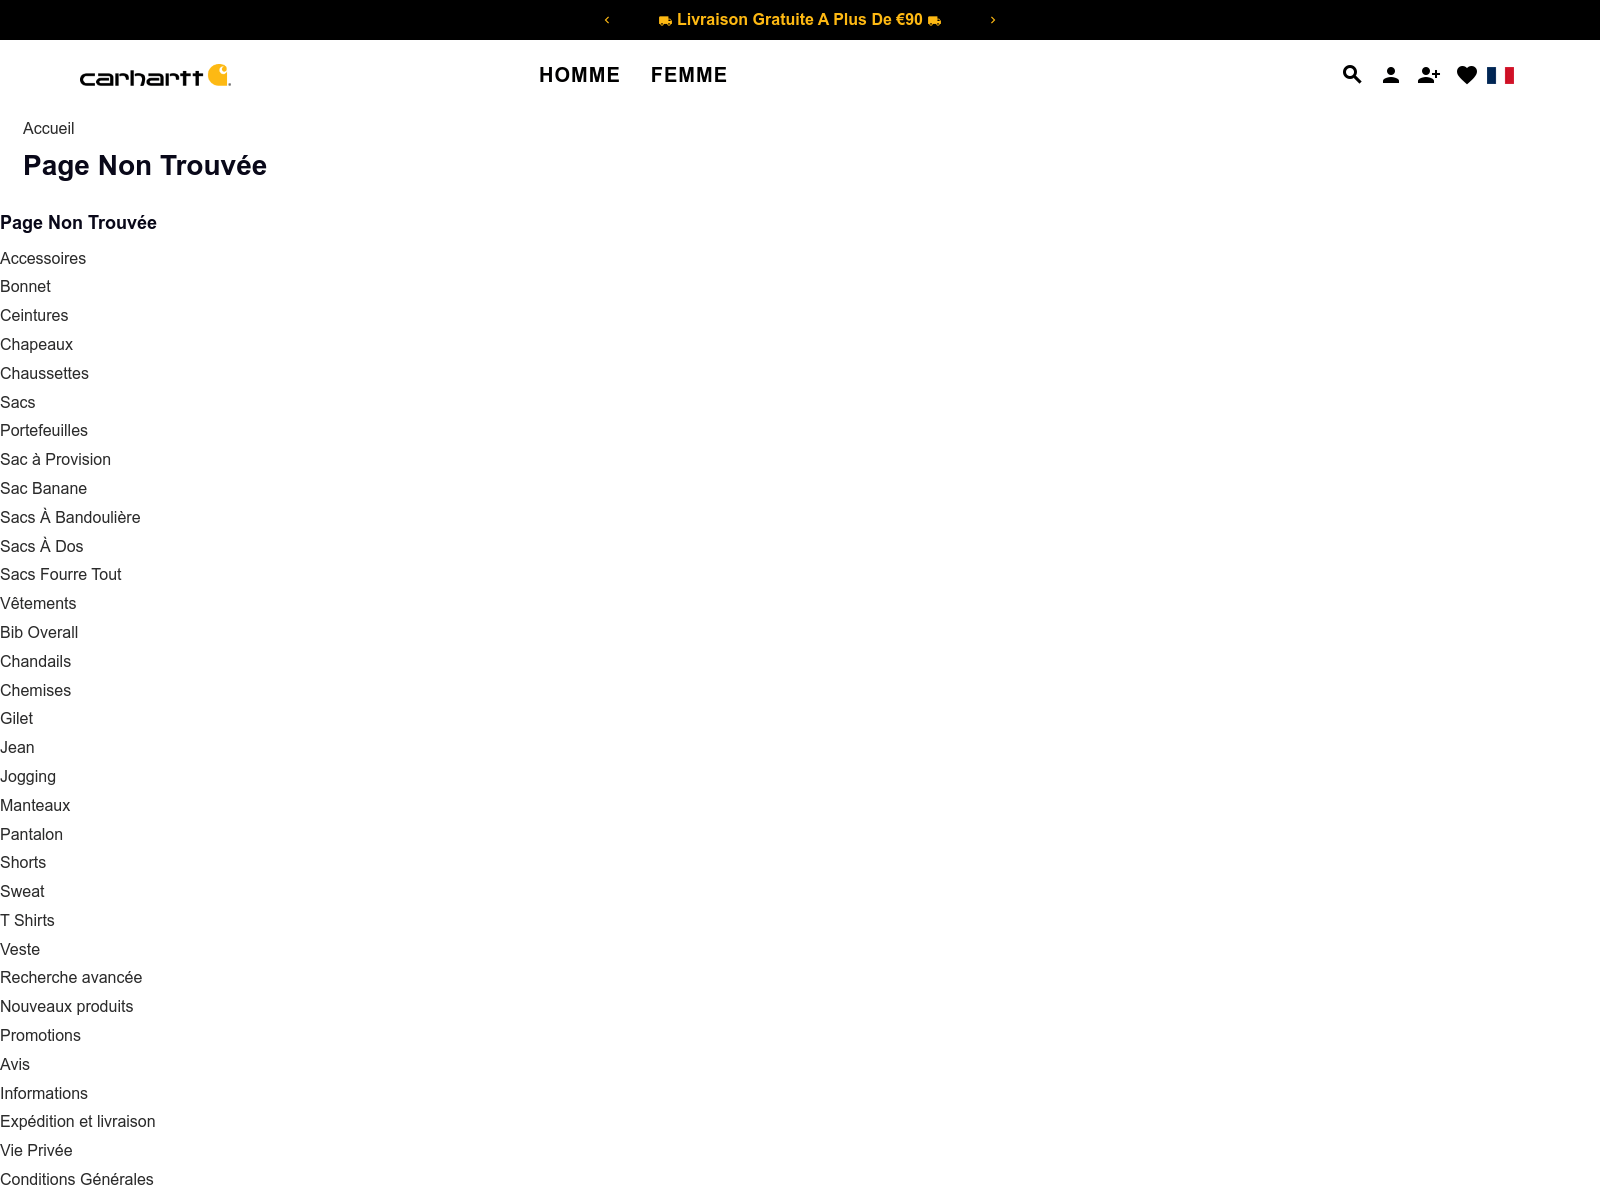 Livraison Gratuite A Plus De €90
carhartt
HOMME FEMME
Accueil
Page Non Trouvée
Page Non Trouvée
Accessoires
Bonnet
Ceintures
Chapeaux
Chaussettes
Sacs
Portefeuilles
Sac à Provision
Sac Banane
Sacs À Bandoulière
Sacs À Dos
Sacs Fourre Tout
Vêtements
Bib Overall
Chandails
Chemises
Gilet
Jean
Jogging
Manteaux
Pantalon
Shorts
Sweat
T Shirts
Veste
Recherche avancée
Nouveaux produits
Promotions
Avis
Informations
Expédition et livraison
Vie Privée
Conditions Générales